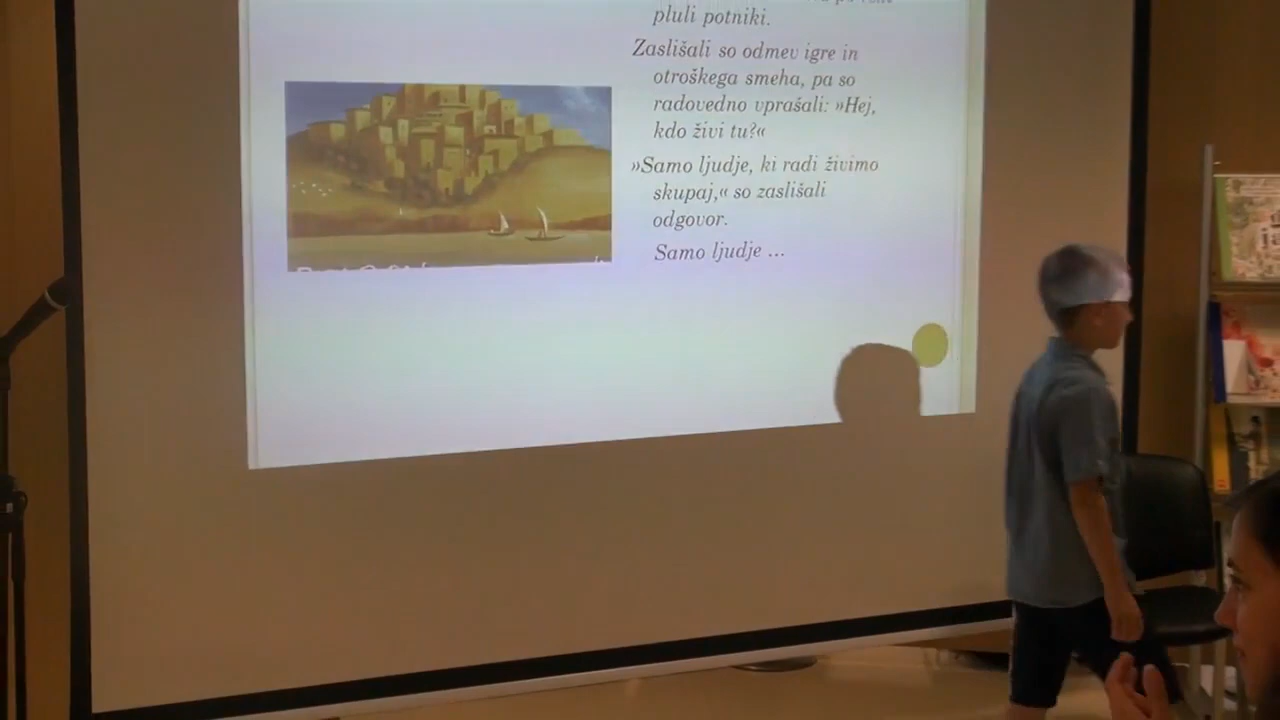 pluli potniki.
Zaslišali so odmev igre in
otroškega smeha, pa so
radovedno vprašali: »Hej,
kdo živi tu?«
»Samo ljudje, ki radi živimo
skupaj,« so zaslišali
odgovor.
Samo ljudje ...